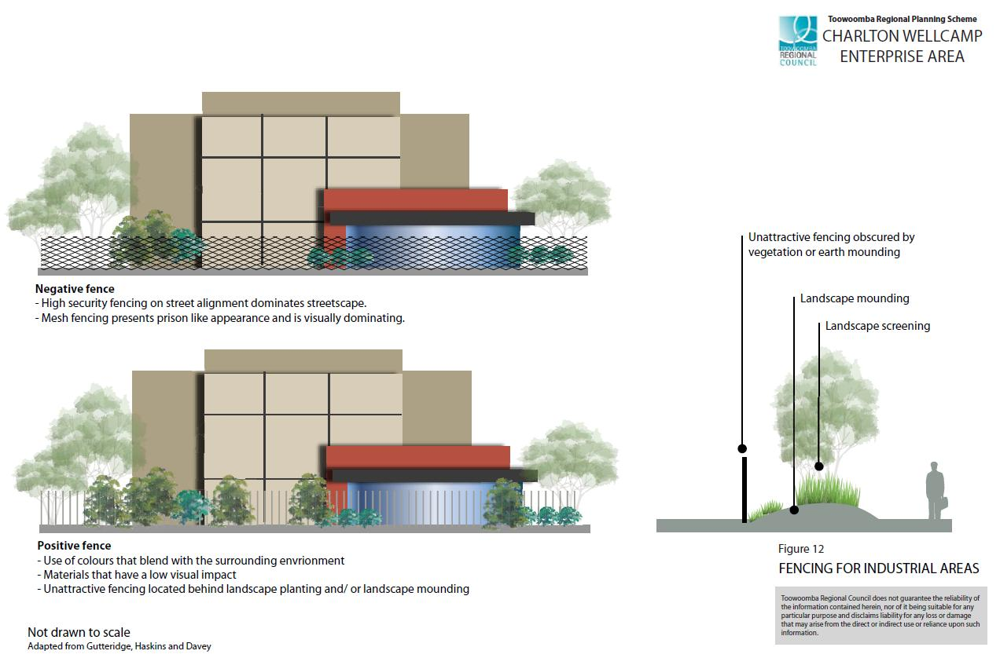 Toowoomba Regional Planning Scheme
CHARLTON WELLCAMP
ENTERPRISE AREA
TOOWOOMBA
REGIONAL
COUNCIL
Unattractive fencing obscured by
vegetation or earth mounding
Landscape mounding
Landscape screening
Negative fence
- High security fencing on street alignment dominates streetscape.
- Mesh fencing presents prison like appearance and is visually dominating.
Positive fence
- Use of colours that blend with the surrounding envrionment
- Materials that have a low visual impact
- Unattractive fencing located behind landscape planting and/ or landscape mounding
Figure 12
FENCING FOR INDUSTRIAL AREAS
Toowoomba Regional Council does not guarantee the reliability of
the information contained herein, nor of it being suitable for any
particular purpose and disclaims liability for any loss or damage
that may arise from the direct or indirect use or reliance upon such
information.
Not drawn to scale
Adapted from Gutteridge, Haskins and Davey